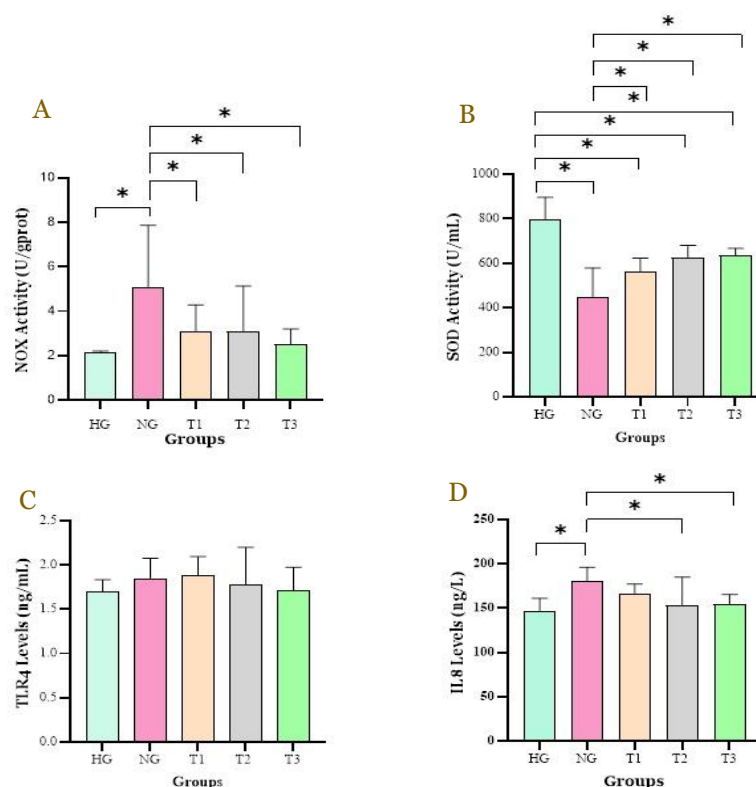 A
*
*
*
*
10
8
6
4
2
0
NOX Activity (U/gprot)
HG NG T1 T2 T3
Groups
B
*
*
*
*
*
*
*
1000
800
600
400
200
0
SOD Activity (U/mL)
HG NG T1 T2 T3
Groups
C
2.5
2.0
1.5
1.0
0.5
0.0
TLR4 Levels (ng/mL)
HG NG T1 T2 T3
Groups
D
*
*
*
250
200
150
100
50
0
IL8 Levels (ng/L)
HG NG T1 T2 T3
Groups